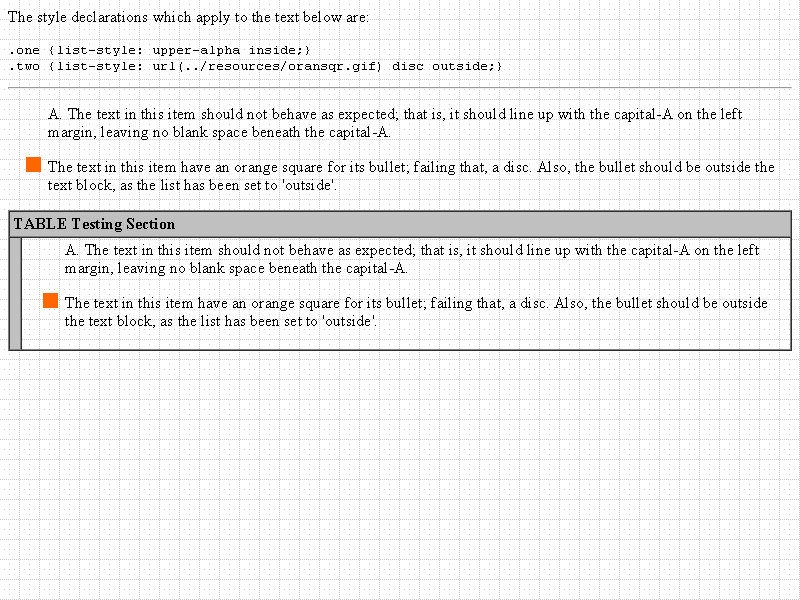 The style declarations which apply to the text below are:
.one {list-style: upper-alpha inside;}
.two {list-style: url(../resources/oransqr.gif) disc outside;}
A. The text in this item should not behave as expected; that is, it should line up with the capital-A on the left
margin, leaving no blank space beneath the capital-A.
The text in this item have an orange square for its bullet; failing that, a disc. Also, the bullet should be outside the
text block, as the list has been set to 'outside'.
TABLE Testing Section
A. The text in this item should not behave as expected; that is, it should line up with the capital-A on the left
margin, leaving no blank space beneath the capital-A.
The text in this item have an orange square for its bullet; failing that, a disc. Also, the bullet should be outside
the text block, as the list has been set to 'outside'.